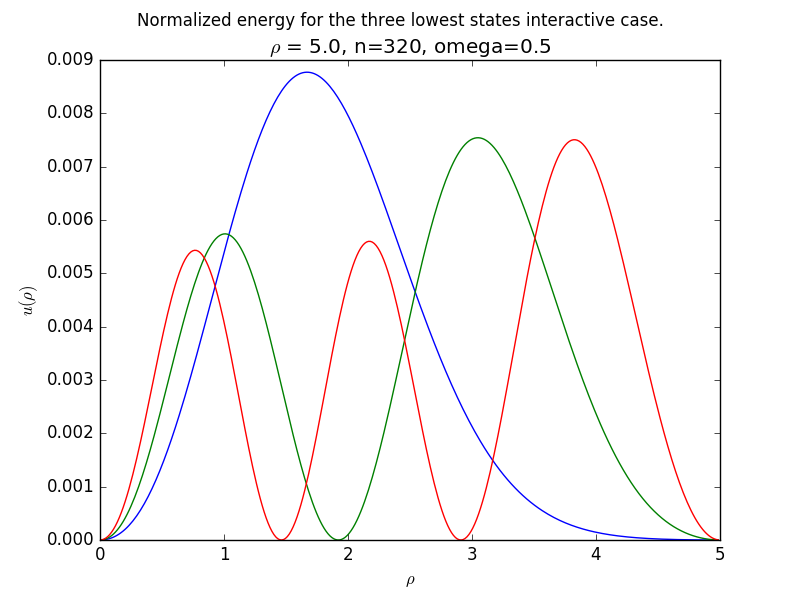 Normalized energy for the three lowest states interactive case.
ρ = 5.0, n=320, omega=0.5
0.009
0.008
0.007
0.006
0.005
0.004
0.003
0.002
0.001
0.000
u(ρ)
0 1 2 3 4 5
ρ